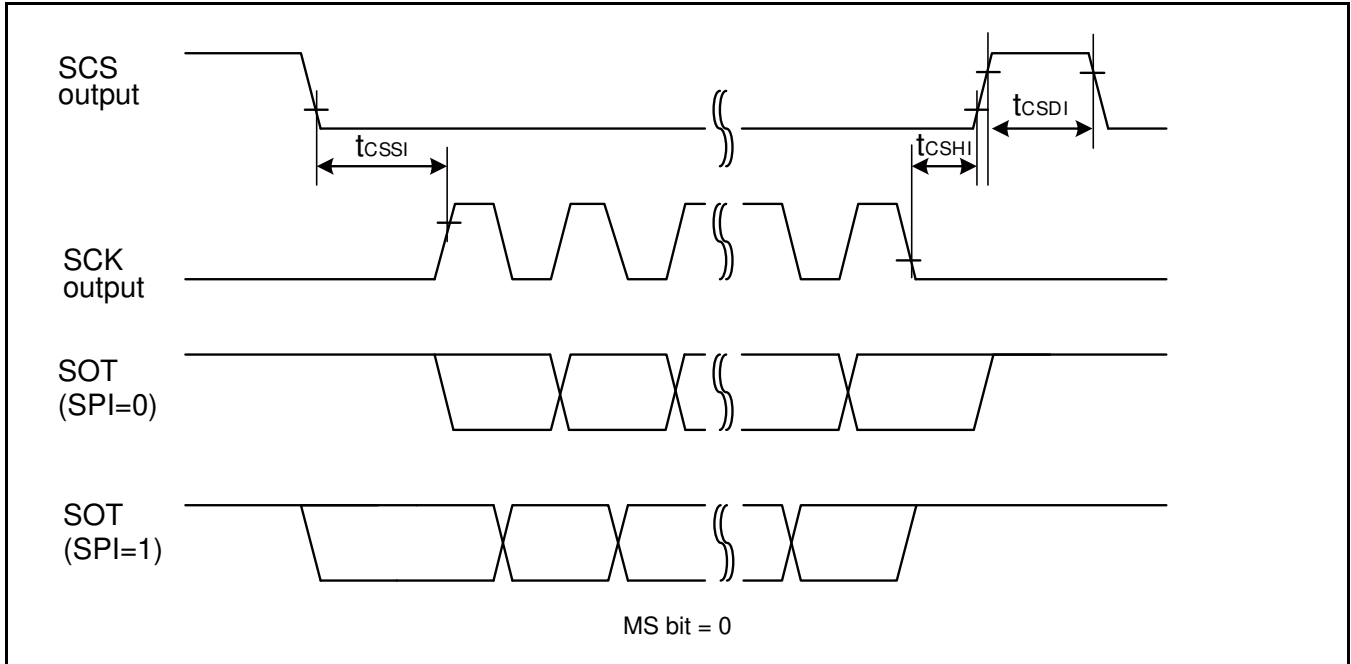 SCS
output
tCSDI
tCSSI
tCSHI
SCK
output
SOT
(SPI=0)
SOT
(SPI=1)
MS bit = 0